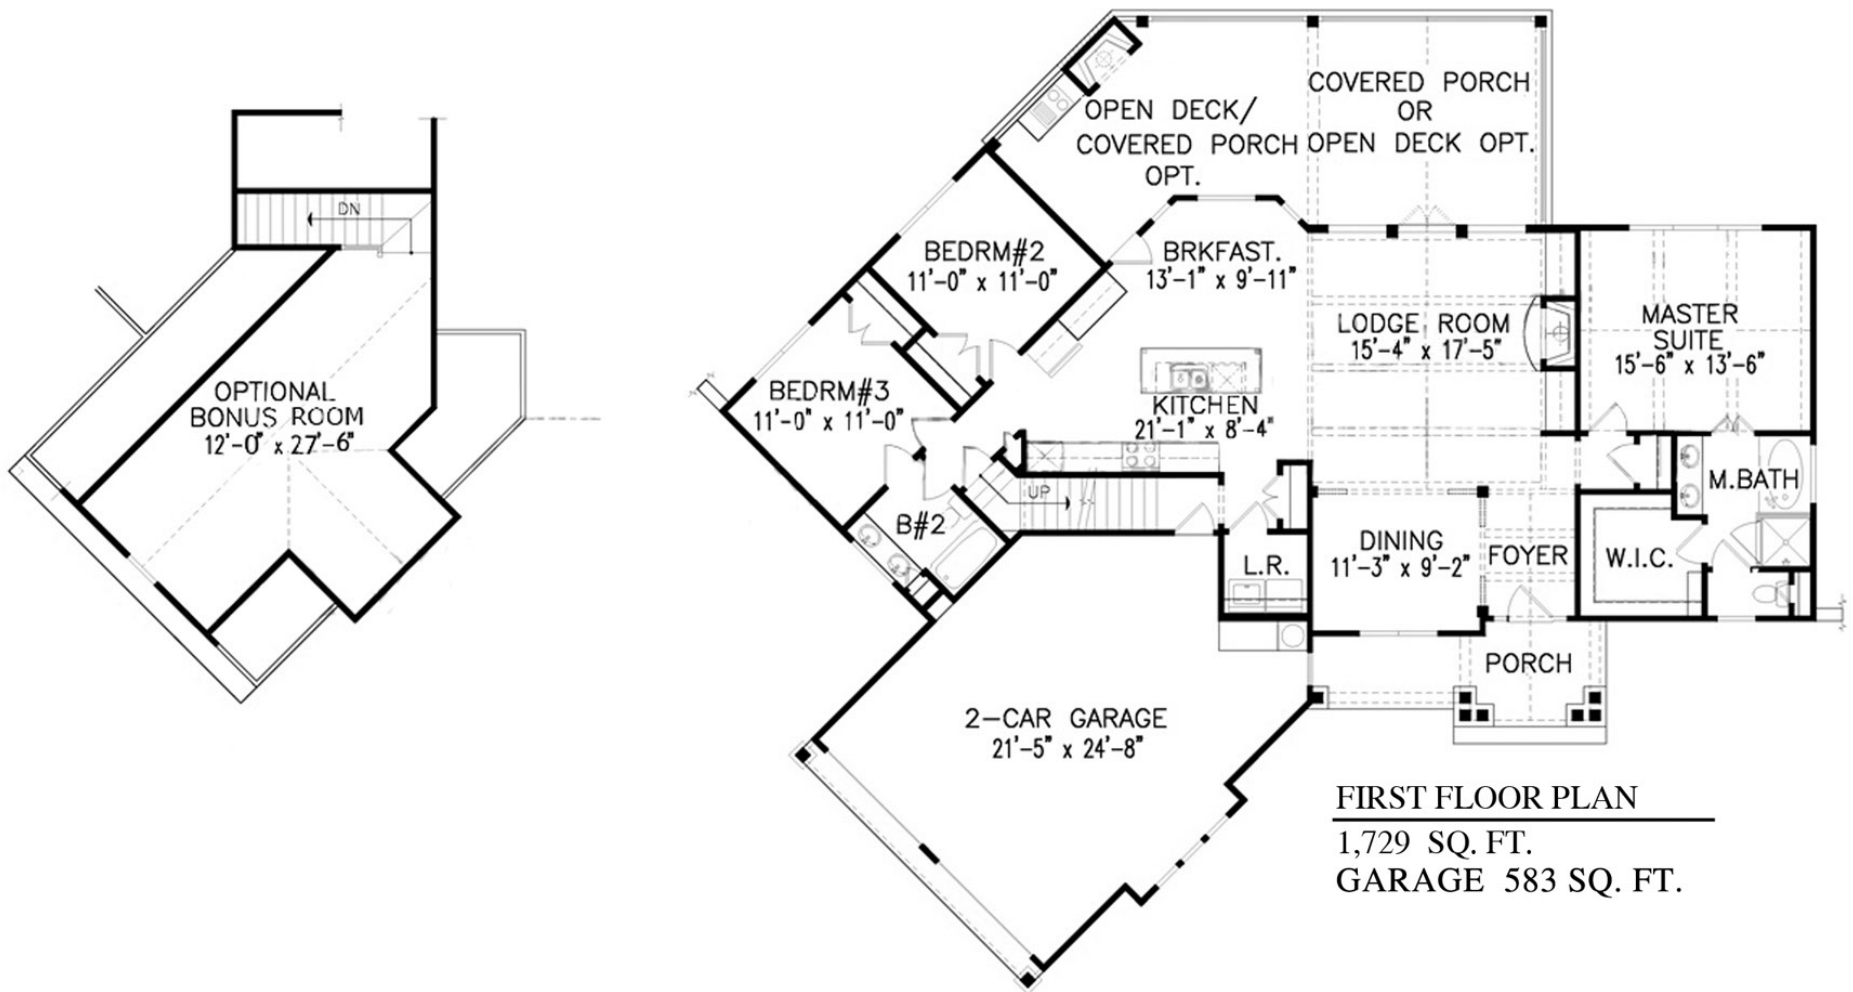 DN
OPTIONAL
BONUS ROOM
12'-0" x 27'-6"
COVERED PORCH
OR
OPEN DECK OPT.
OPEN DECK/
COVERED PORCH
OPT.
BEDRM#2
11'-0" x 11'-0"
BRKFAST.
13'-1" x 9'-11"
LODGE ROOM
15'-4" x 17'-5"
MASTER
SUITE
15'-6" x 13'-6"
BEDRM#3
11'-0" x 11'-0"
KITCHEN
21'-1" x 8'-4"
M.BATH
UP
B#2
DINING
11'-3" x 9'-2"
FOYER
W.I.C.
L.R.
PORCH
2-CAR GARAGE
21'-5" x 24'-8"
FIRST FLOOR PLAN
1,729 SQ. FT.
GARAGE 583 SQ. FT.